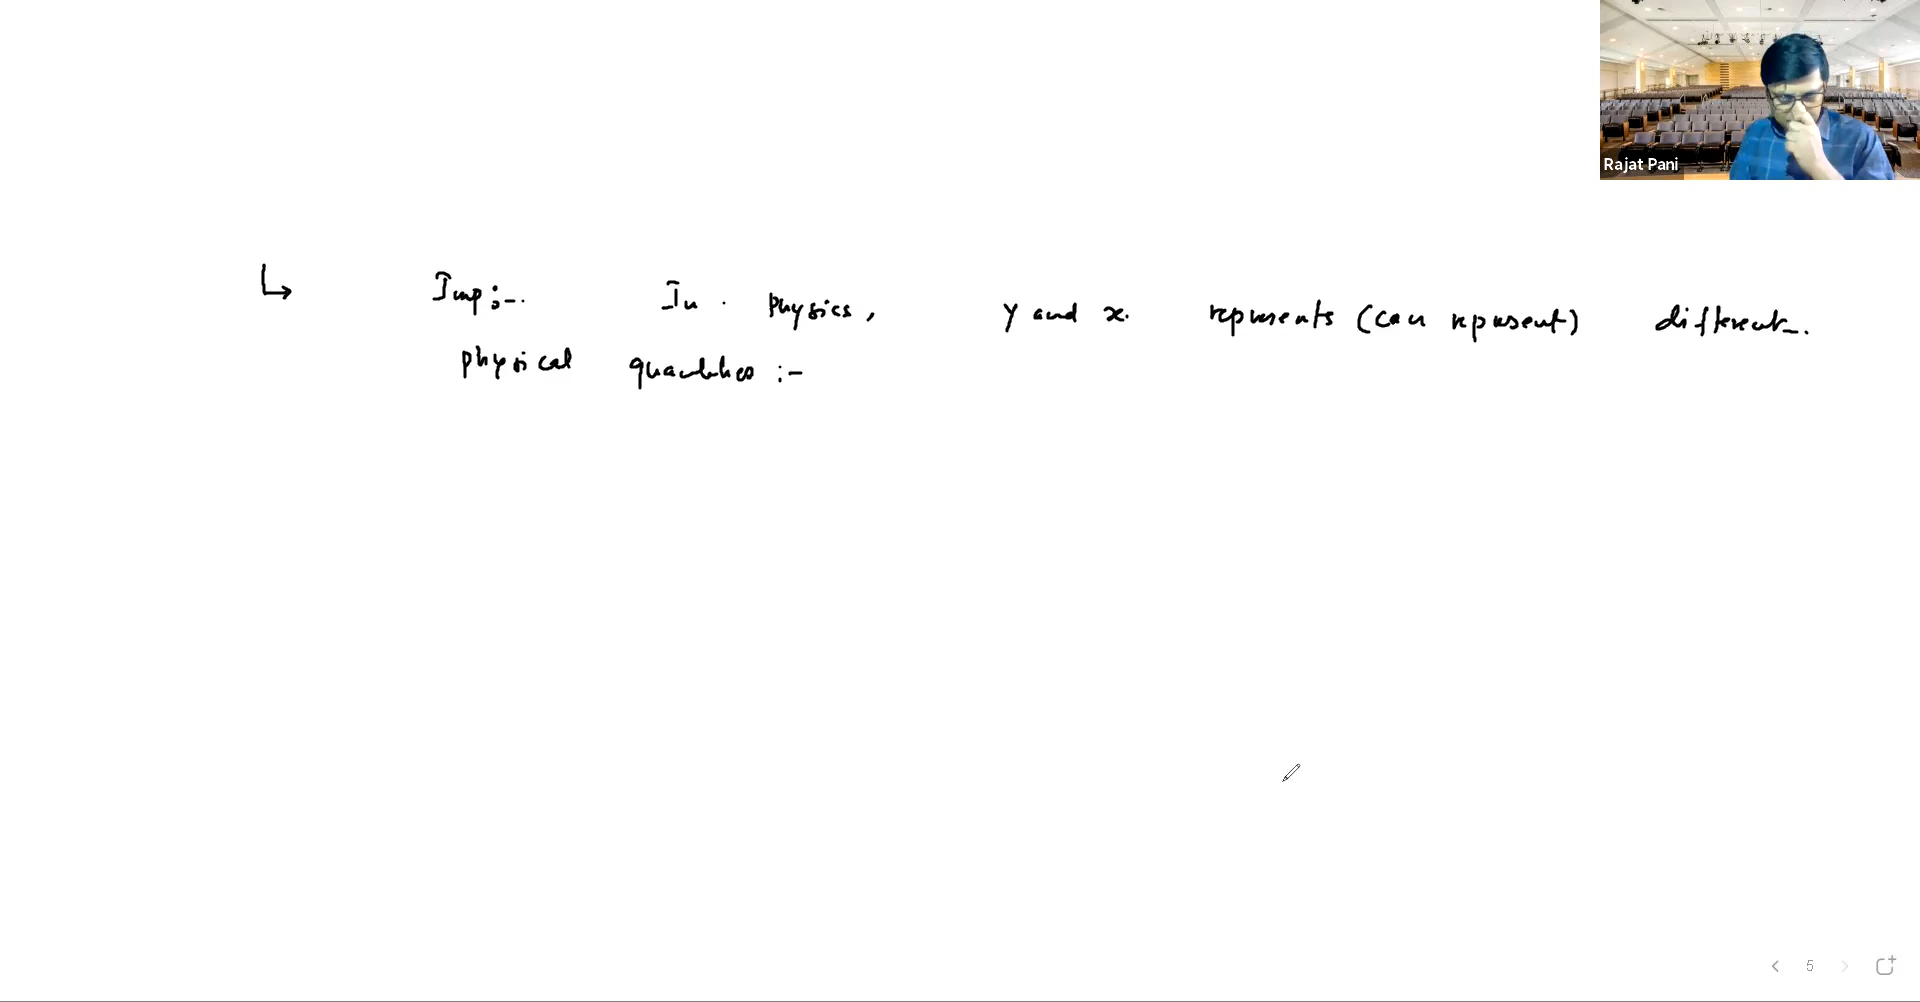 Rajat Pani
↳ Imp:-. In . Physics, y and x. represents (can represent) different.
physical quantities :-
5